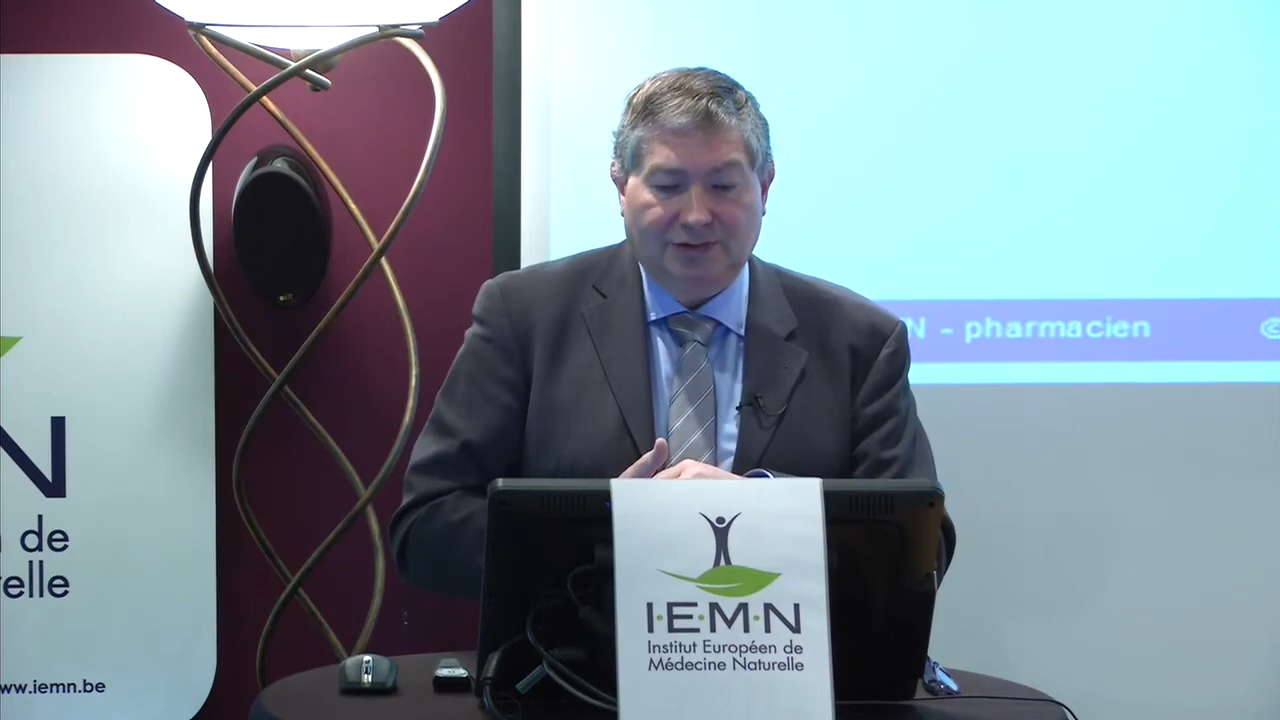 N
de
elle
www.iemn.be
N - pharmacien
I·E·M·N
Institut Européen de
Médecine Naturelle